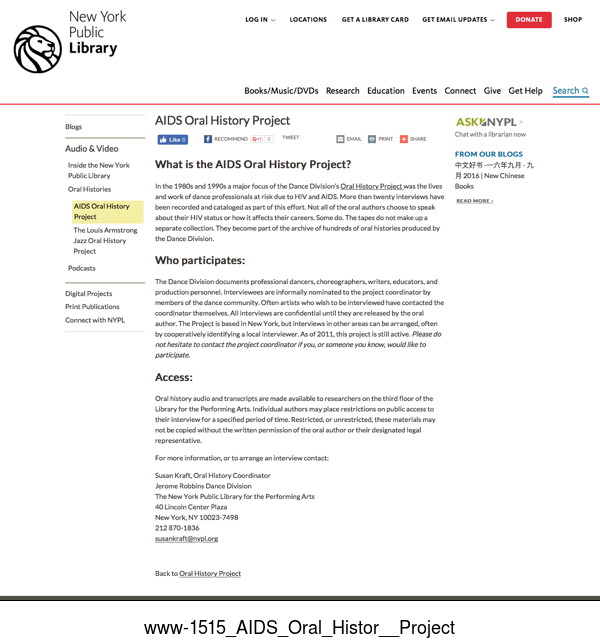 New York
Public
Library
LOG IN
LOCATIONS
GET A LIBRARY CARD
GET EMAIL UPDATES
DONATE
SHOP
Books/Music/DVDs Research Education Events Connect Give Get Help Search
Blogs
Audio & Video
Inside the New York
Public Library
Oral Histories
AIDS Oral History
Project
The Louis Armstrong
Jazz Oral History
Project
Podcasts
Digital Projects
Print Publications
Connect with NYPL
AIDS Oral History Project
Like 0
RECOMMEND
G+1 0
TWEET
EMAIL
PRINT
SHARE
What is the AIDS Oral History Project?
In the 1980s and 1990s a major focus of the Dance Division's Oral History Project was the lives
and work of dance professionals at risk due to HIV and AIDS. More than twenty interviews have
been recorded and cataloged as part of this effort. Not all of the oral authors choose to speak
about their HIV status or how it affects their careers. Some do. The tapes do not make up a
separate collection. They become part of the archive of hundreds of oral histories produced by
the Dance Division.
Who participates:
The Dance Division documents professional dancers, choreographers, writers, educators, and
production personnel. Interviewees are informally nominated to the project coordinator by
members of the dance community. Often artists who wish to be interviewed have contacted the
coordinator themselves. All interviews are confidential until they are released by the oral
author. The Project is based in New York, but interviews in other areas can be arranged, often
by cooperatively identifying a local interviewer. As of 2011, this project is still active. Please do
not hesitate to contact the project coordinator if you, or someone you know, would like to
participate.
Access:
Oral history audio and transcripts are made available to researchers on the third floor of the
Library for the Performing Arts. Individual authors may place restrictions on public access to
their interview for a specified period of time. Restricted, or unrestricted, these materials may
not be copied without the written permission of the oral author or their designated legal
representative.
For more information, or to arrange an interview contact:
Susan Kraft, Oral History Coordinator
Jerome Robbins Dance Division
The New York Public Library for the Performing Arts
40 Lincoln Center Plaza
New York, NY 10023-7498
212 870-1836
susankraft@nypl.org
Back to Oral History Project
ASK NYPL >
Chat with a librarian now
FROM OUR BLOGS
中文好书 -一六年九月 - 九
月 2016 | New Chinese
Books
READ MORE ›
www-1515_AIDS_Oral_Histor__Project